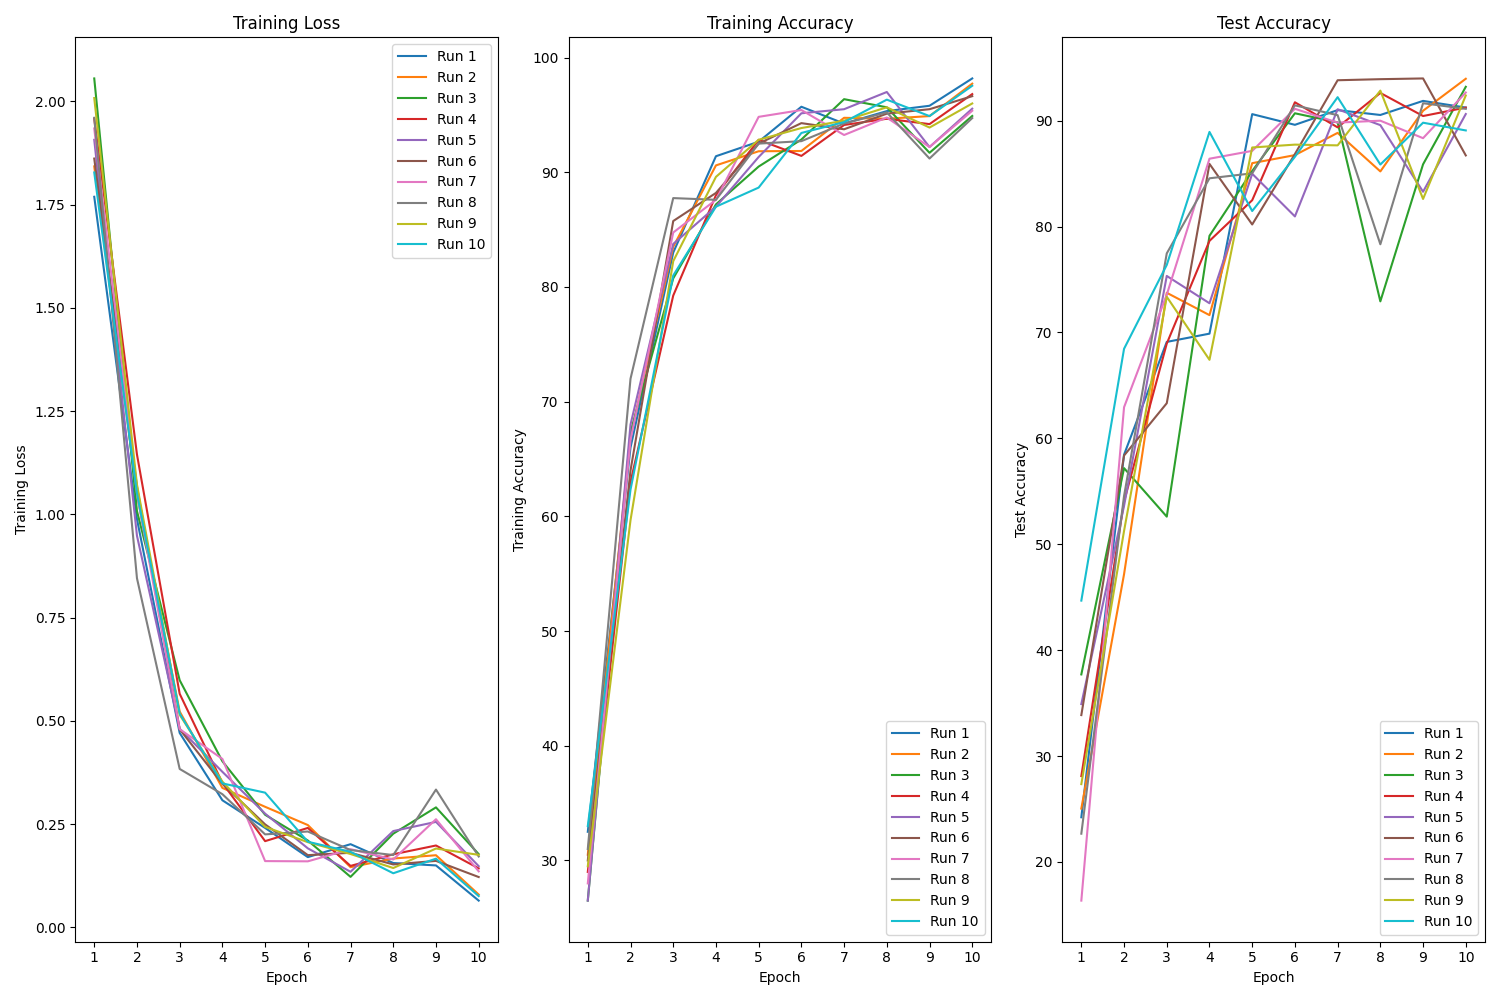 Training Loss
Training Loss
2.00
1.75
1.50
1.25
1.00
0.75
0.50
0.25
0.00
1 2 3 4 5 6 7 8 9 10
Epoch
Run 1
Run 2
Run 3
Run 4
Run 5
Run 6
Run 7
Run 8
Run 9
Run 10
Training Accuracy
Training Accuracy
100
90
80
70
60
50
40
30
1 2 3 4 5 6 7 8 9 10
Epoch
Run 1
Run 2
Run 3
Run 4
Run 5
Run 6
Run 7
Run 8
Run 9
Run 10
Test Accuracy
Test Accuracy
90
80
70
60
50
40
30
20
1 2 3 4 5 6 7 8 9 10
Epoch
Run 1
Run 2
Run 3
Run 4
Run 5
Run 6
Run 7
Run 8
Run 9
Run 10